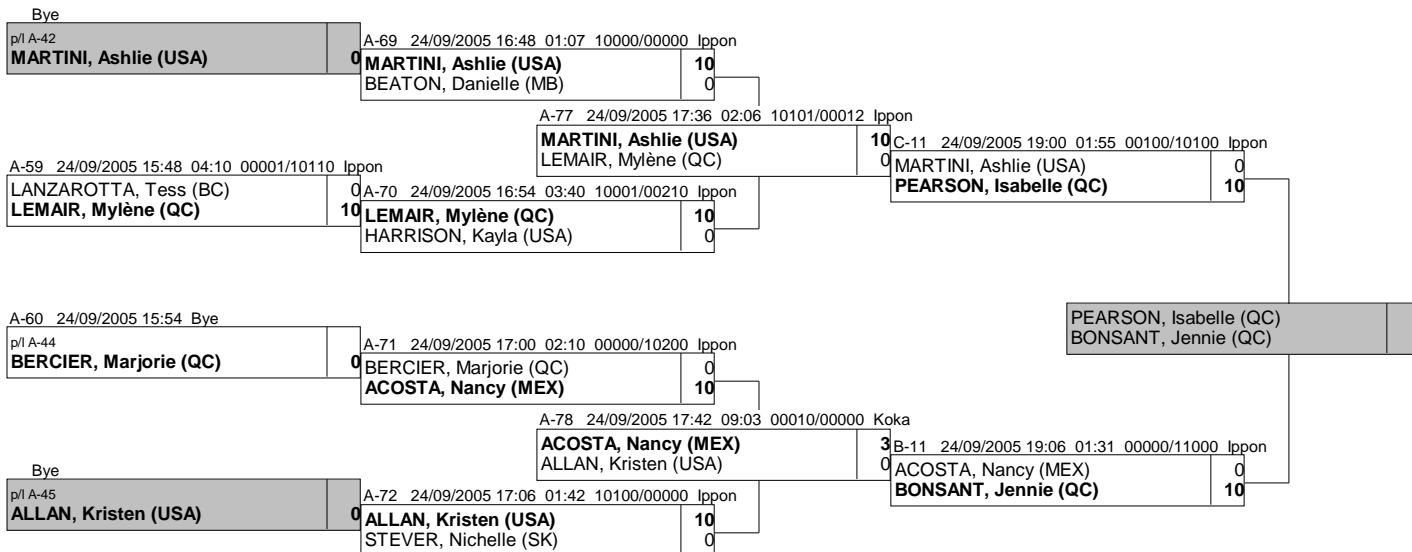 Bye
p/l A-42
MARTINI, Ashlie (USA) 0
A-69 24/09/2005 16:48 01:07 10000/00000 Ippon
MARTINI, Ashlie (USA) 10
BEATON, Danielle (MB) 0
A-77 24/09/2005 17:36 02:06 10101/00012 Ippon
MARTINI, Ashlie (USA) 10
LEMAIR, Mylène (QC) 0
C-11 24/09/2005 19:00 01:55 00100/10100 Ippon
MARTINI, Ashlie (USA) 0
PEARSON, Isabelle (QC) 10
A-59 24/09/2005 15:48 04:10 00001/10110 Ippon
LANZAROTTA, Tess (BC) 0
LEMAIR, Mylène (QC) 10
A-70 24/09/2005 16:54 03:40 10001/00210 Ippon
LEMAIR, Mylène (QC) 10
HARRISON, Kayla (USA) 0
PEARSON, Isabelle (QC)
BONSANT, Jennie (QC)
A-60 24/09/2005 15:54 Bye
p/l A-44
BERCIER, Marjorie (QC) 0
A-71 24/09/2005 17:00 02:10 00000/10200 Ippon
BERCIER, Marjorie (QC) 0
ACOSTA, Nancy (MEX) 10
A-78 24/09/2005 17:42 09:03 00010/00000 Koka
ACOSTA, Nancy (MEX) 3
ALLAN, Kristen (USA) 0
B-11 24/09/2005 19:06 01:31 00000/11000 Ippon
ACOSTA, Nancy (MEX) 0
BONSANT, Jennie (QC) 10
Bye
p/l A-45
ALLAN, Kristen (USA) 0
A-72 24/09/2005 17:06 01:42 10100/00000 Ippon
ALLAN, Kristen (USA) 10
STEVER, Nichelle (SK) 0